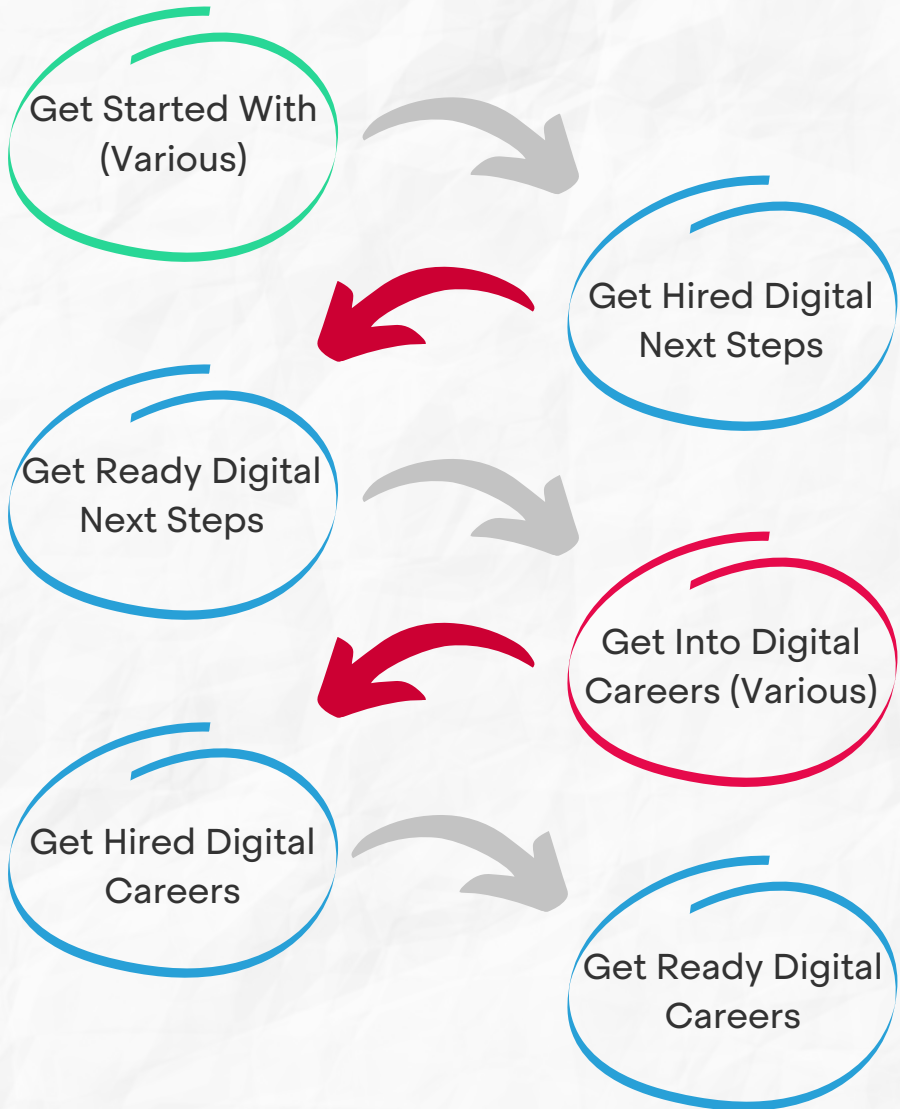 Get Started With
(Various)
Get Hired Digital
Next Steps
Get Ready Digital
Next Steps
Get Into Digital
Careers (Various)
Get Hired Digital
Careers
Get Ready Digital
Careers